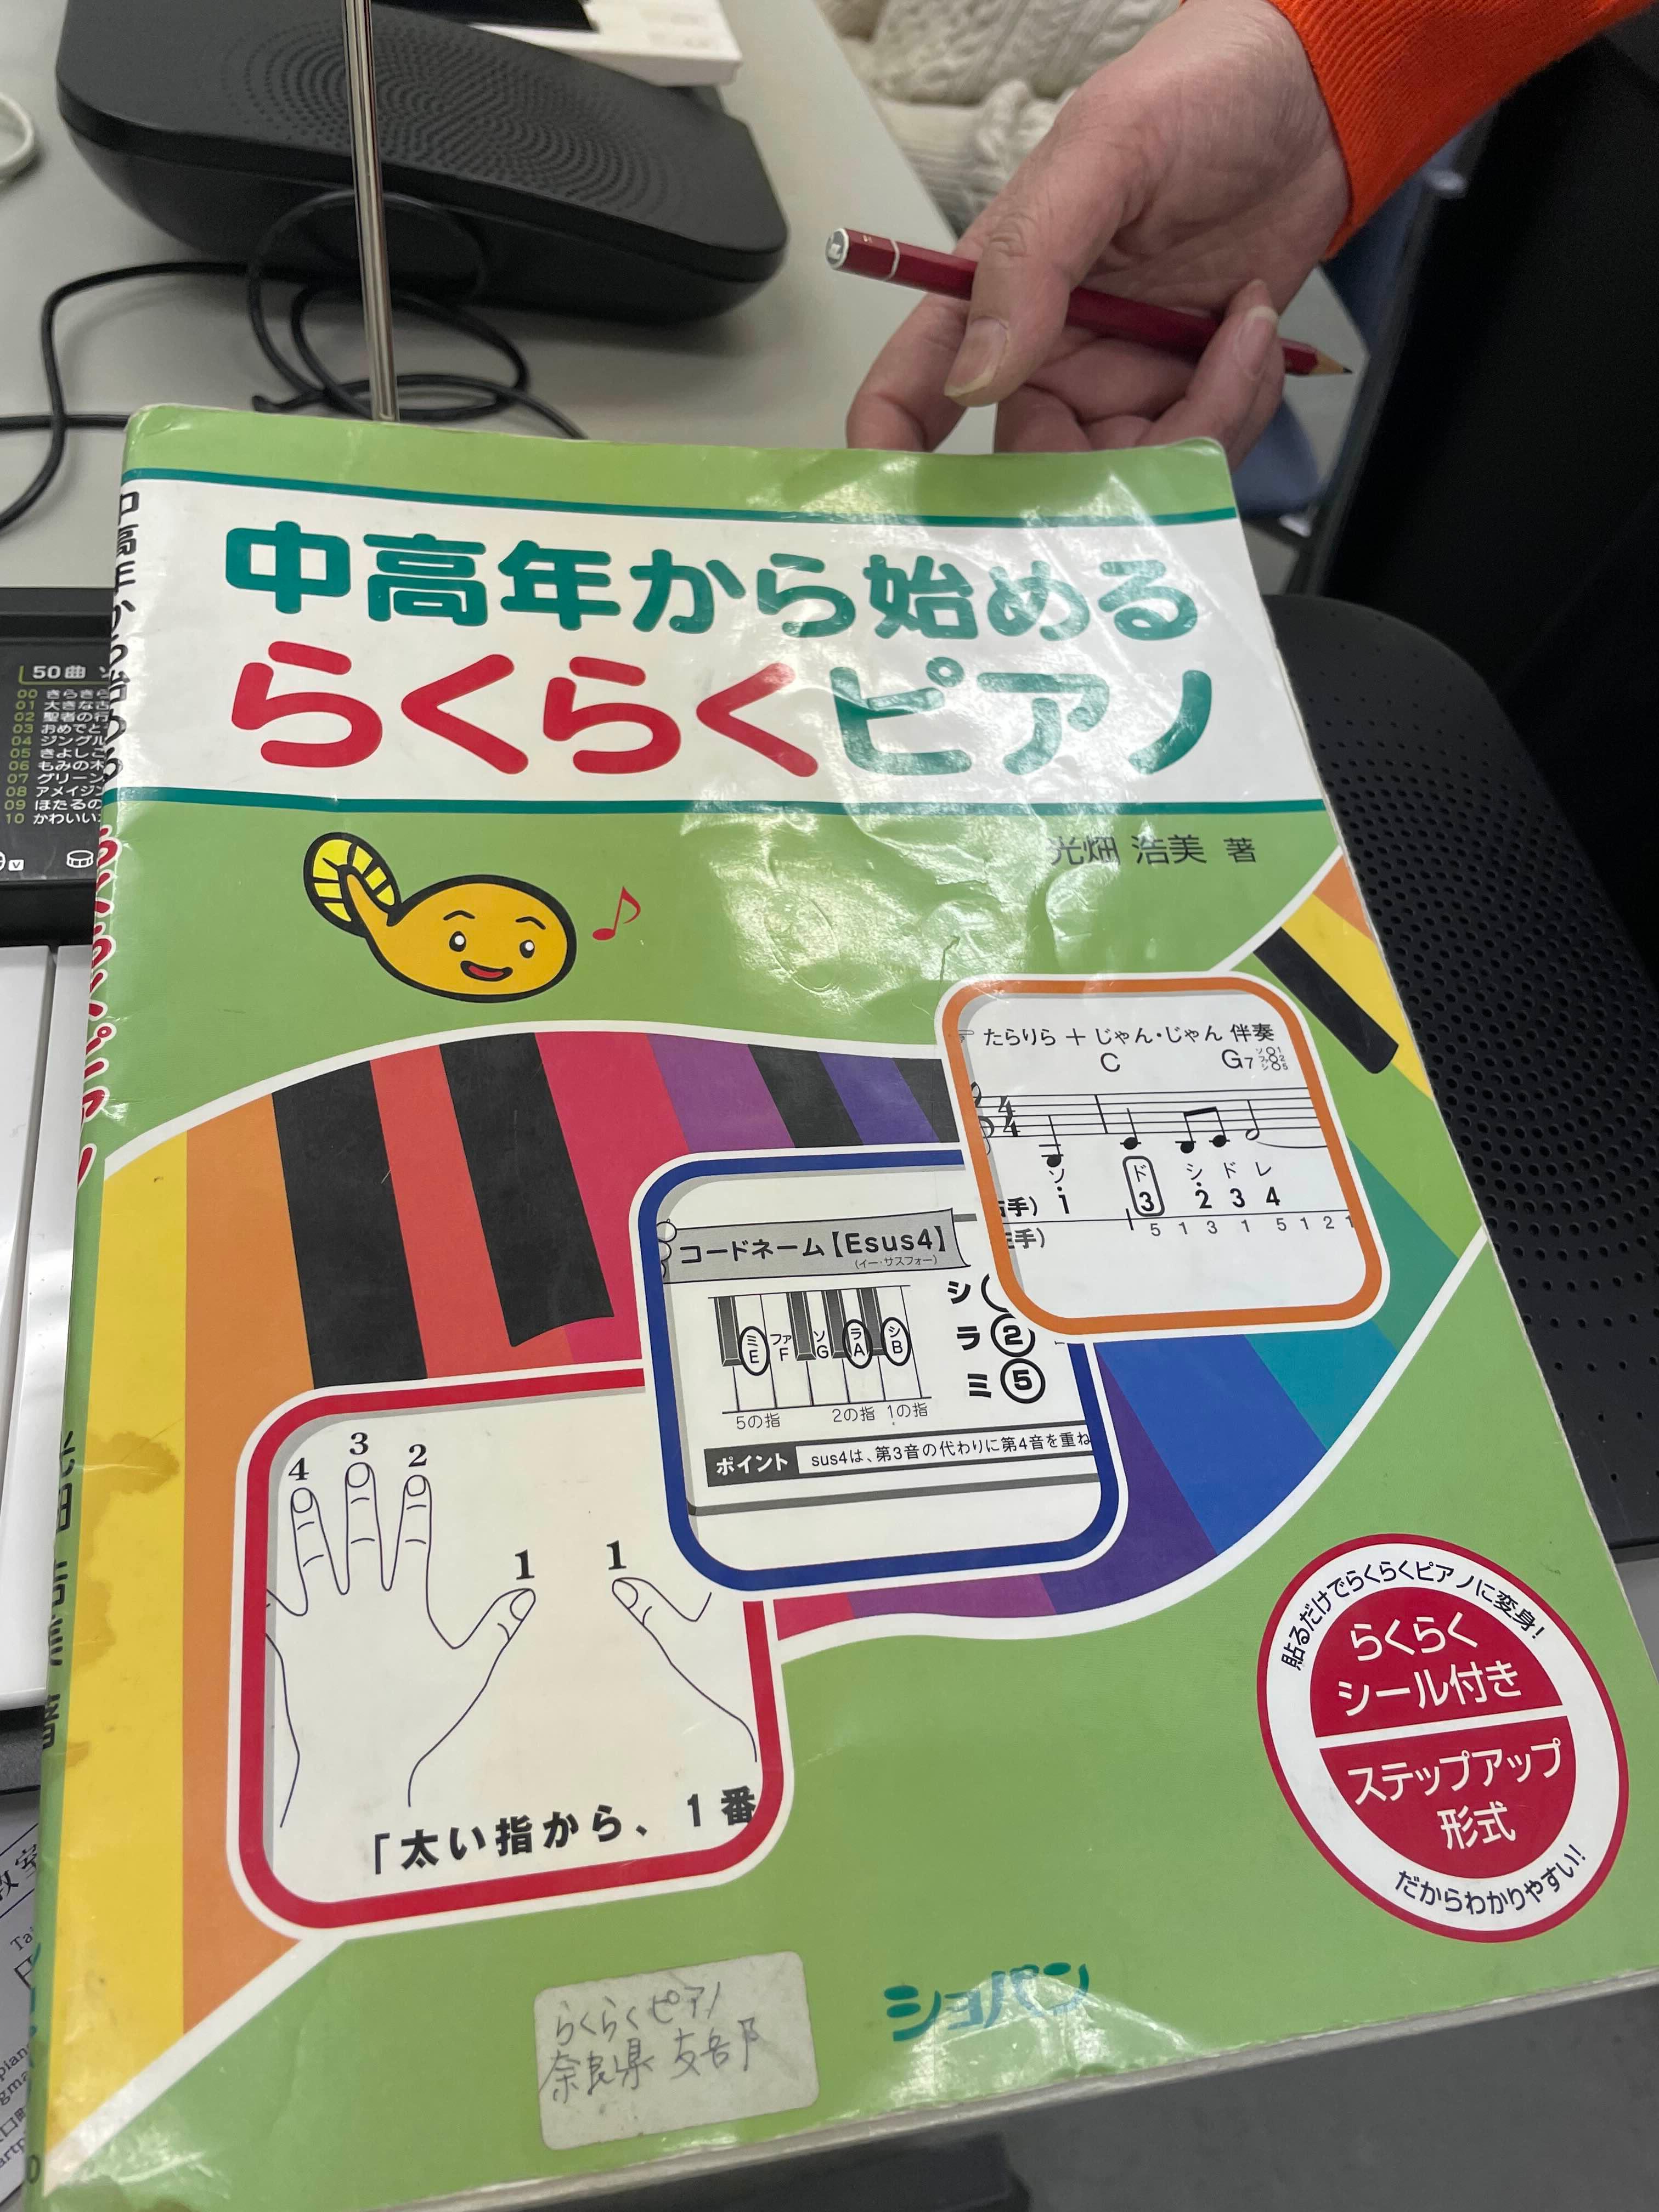 中高年から始める
らくらくピアノ
光畑 浩美 著
たらりら + じゃん・じゃん 伴奏
C G7
4
4
ソ ド シ ド レ
手) 1 3 2 3 4
手) 5 1 3 1 5 1 2 1
コードネーム【Esus4】
(イー・サスフォー)
シ
ラ ②
ミ ⑤
ミ ファ ソ ラ シ
E F G A B
5の指 2の指 1の指
ポイント sus4は、第3音の代わりに第4音を重ね
4 3 2 1 1
「太い指から、1番
貼るだけでらくらくピアノに変身!
らくらく
シール付き
ステップアップ
形式
だからわかりやすい!
ショパン
らくらくピアノ
奈良県
50曲
00 きらきら
01 大きな古
02 聖者の行
03 おめでと
04 ジングル
05 きよしこ
06 もみの木
07 グリーン
08 アメイジン
09 ほたるの
10 かわいい
教室